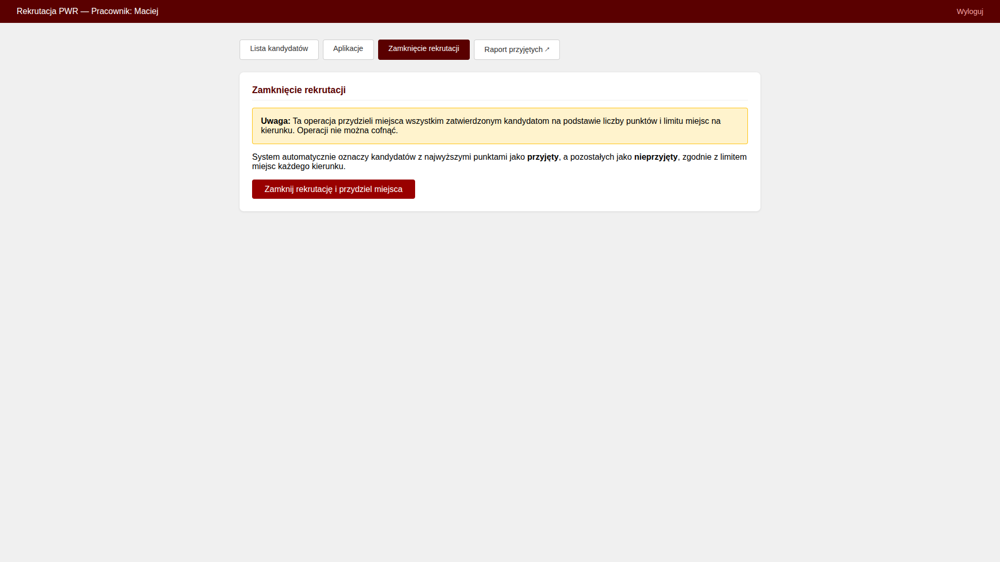 Rekrutacja PWR — Pracownik: Maciej
Wyloguj
Lista kandydatów
Aplikacje
Zamknięcie rekrutacji
Raport przyjętych ↗
Zamknięcie rekrutacji
Uwaga: Ta operacja przydzieli miejsca wszystkim zatwierdzonym kandydatom na podstawie liczby punktów i limitu miejsc na
kierunku. Operacji nie można cofnąć.
System automatycznie oznaczy kandydatów z najwyższymi punktami jako przyjęty, a pozostałych jako nieprzyjęty, zgodnie z limitem
miejsc każdego kierunku.
Zamknij rekrutację i przydziel miejsca